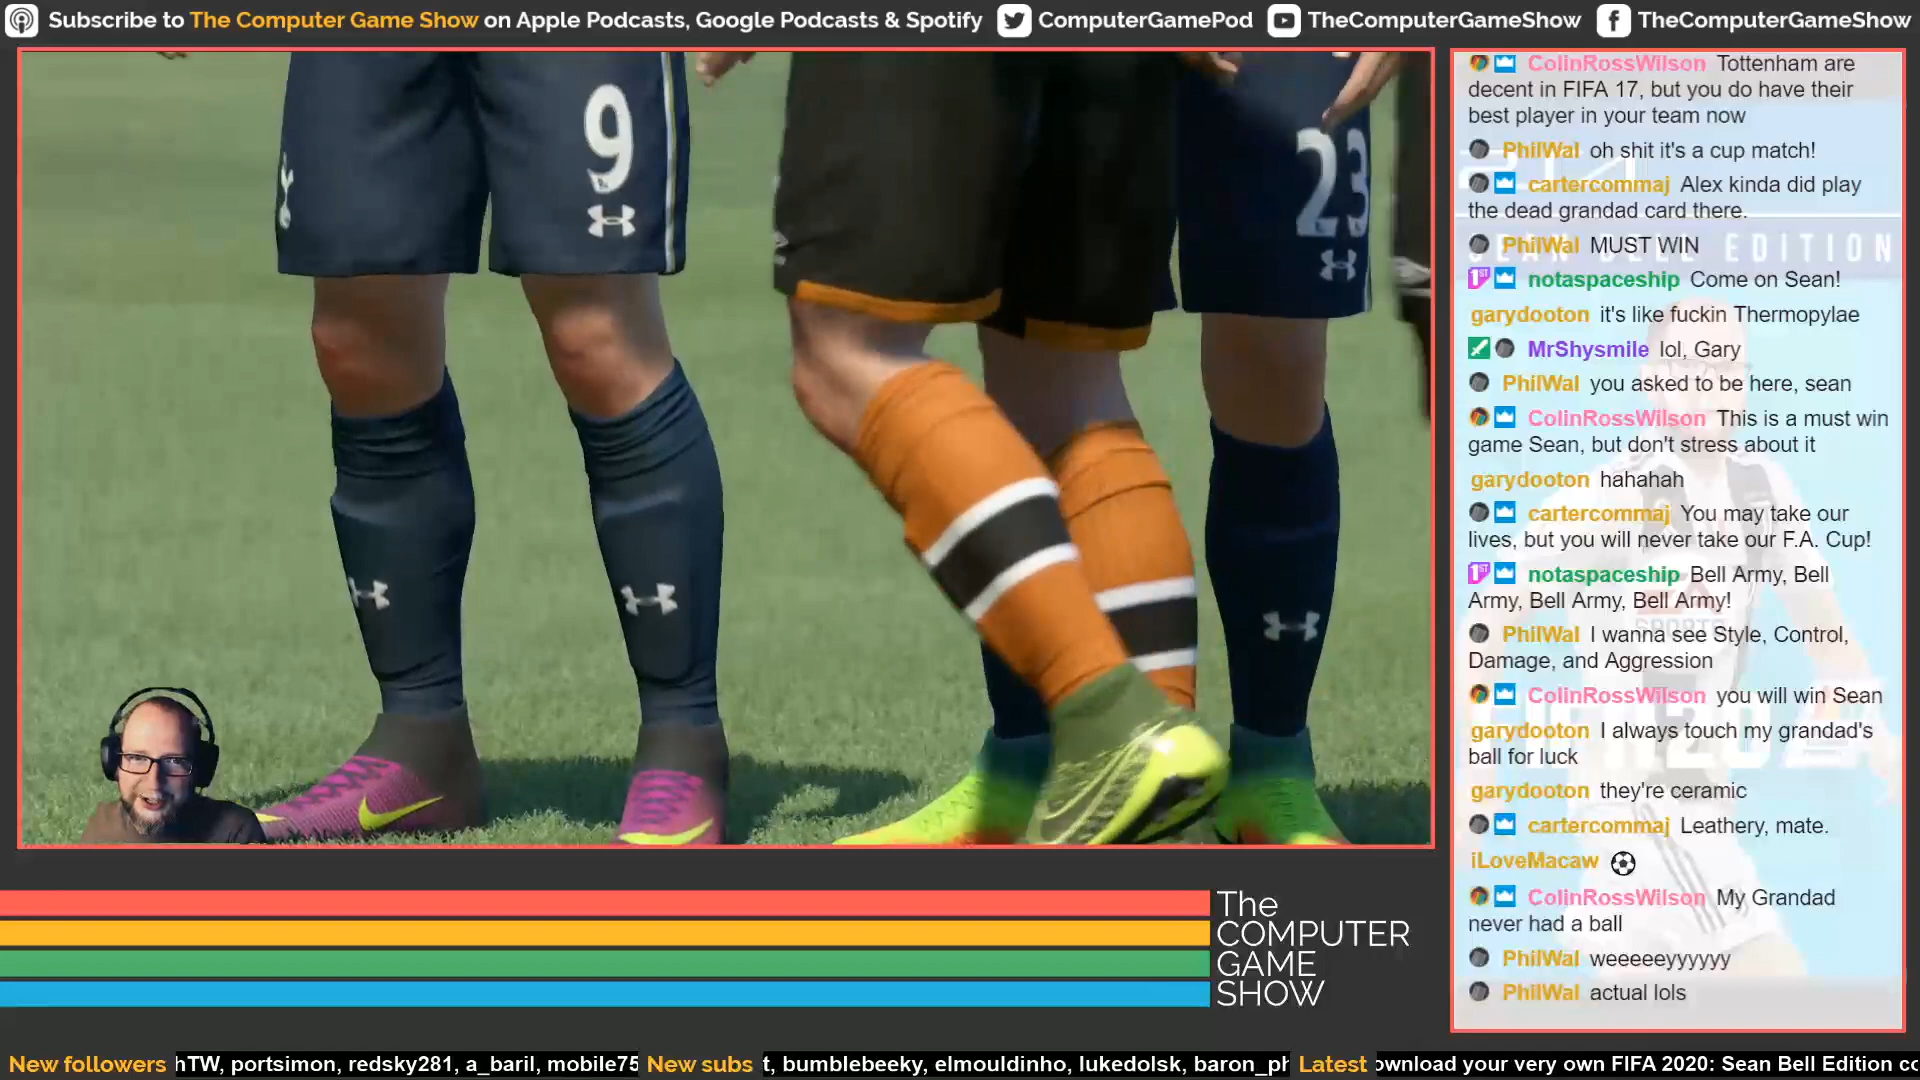 Subscribe to The Computer Game Show on Apple Podcasts, Google Podcasts & Spotify ComputerGamePod TheComputerGameShow TheComputerGameShow
9
23
ColinRossWilson Tottenham are
decent in FIFA 17, but you do have their
best player in your team now
PhilWal oh shit it's a cup match!
cartercommaj Alex kinda did play
the dead grandad card there.
PhilWal MUST WIN
SEAN BELL EDITION
notaspaceship Come on Sean!
garydooton it's like fuckin Thermopylae
MrShysmile lol, Gary
PhilWal you asked to be here, sean
ColinRossWilson This is a must win
game Sean, but don't stress about it
garydooton hahahah
cartercommaj You may take our
lives, but you will never take our F.A. Cup!
notaspaceship Bell Army, Bell
Army, Bell Army, Bell Army!
PhilWal I wanna see Style, Control,
Damage, and Aggression
ColinRossWilson you will win Sean
garydooton I always touch my grandad's
ball for luck
garydooton they're ceramic
cartercommaj Leathery, mate.
iLoveMacaw
ColinRossWilson My Grandad
never had a ball
PhilWal weeeeeyyyyyy
PhilWal actual lols
The
COMPUTER
GAME
SHOW
New followers hTW, portsimon, redsky281, a_baril, mobile75 New subs t, bumblebeeky, elmouldinho, lukedolsk, baron_ph Latest ownload your very own FIFA 2020: Sean Bell Edition co